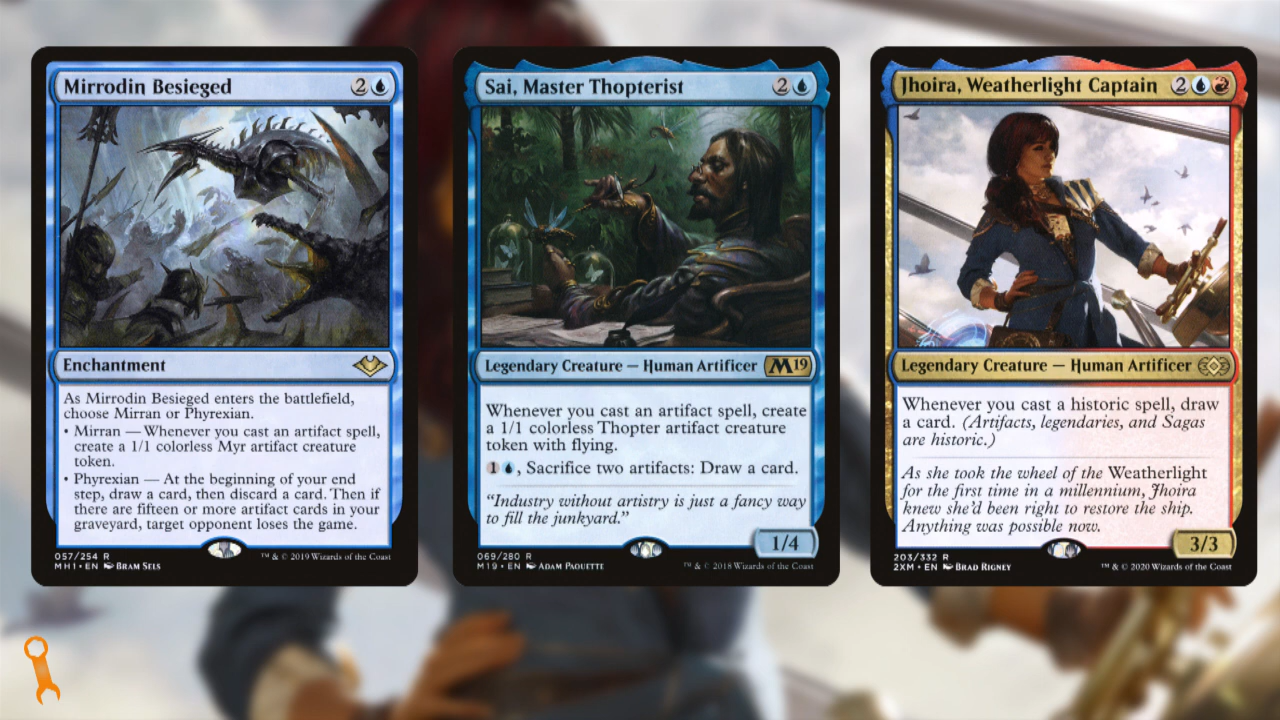 Mirrodin Besieged 2
Enchantment
As Mirrodin Besieged enters the battlefield,
choose Mirran or Phyrexian.
• Mirran — Whenever you cast an artifact spell,
create a 1/1 colorless Myr artifact creature
token.
• Phyrexian — At the beginning of your end
step, draw a card, then discard a card. Then if
there are fifteen or more artifact cards in your
graveyard, target opponent loses the game.
057/254 R
MH1 • EN BRAM SELS
™ & © 2019 Wizards of the Coast
Sai, Master Thopterist 2
Legendary Creature — Human Artificer M19
Whenever you cast an artifact spell, create
a 1/1 colorless Thopter artifact creature
token with flying.
1, Sacrifice two artifacts: Draw a card.
“Industry without artistry is just a fancy way
to fill the junkyard.”
1/4
069/280 R
M19 • EN ADAM PAQUETTE
™ & © 2018 Wizards of the Coast
Jhoira, Weatherlight Captain 2
Legendary Creature — Human Artificer
Whenever you cast a historic spell, draw
a card. (Artifacts, legendaries, and Sagas
are historic.)
As she took the wheel of the Weatherlight
for the first time in a millennium, Jhoira
knew she’d been right to restore the ship.
Anything was possible now.
3/3
203/332 R
2XM • EN BRAD RIGNEY
™ & © 2020 Wizards of the Coast